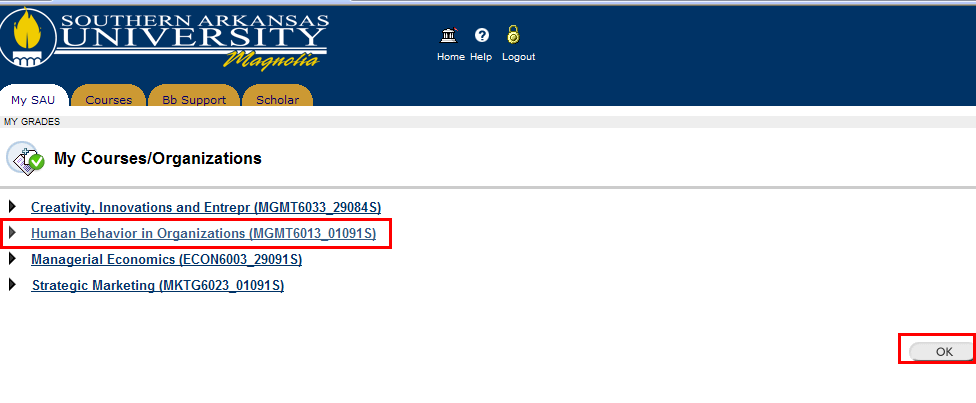 SOUTHERN ARKANSAS
UNIVERSITY
Magnolia
Home Help Logout
My SAU Courses Bb Support Scholar
MY GRADES
My Courses/Organizations
Creativity, Innovations and Entrepr (MGMT6033_29084S)
Human Behavior in Organizations (MGMT6013_01091S)
Managerial Economics (ECON6003_29091S)
Strategic Marketing (MKTG6023_01091S)
OK